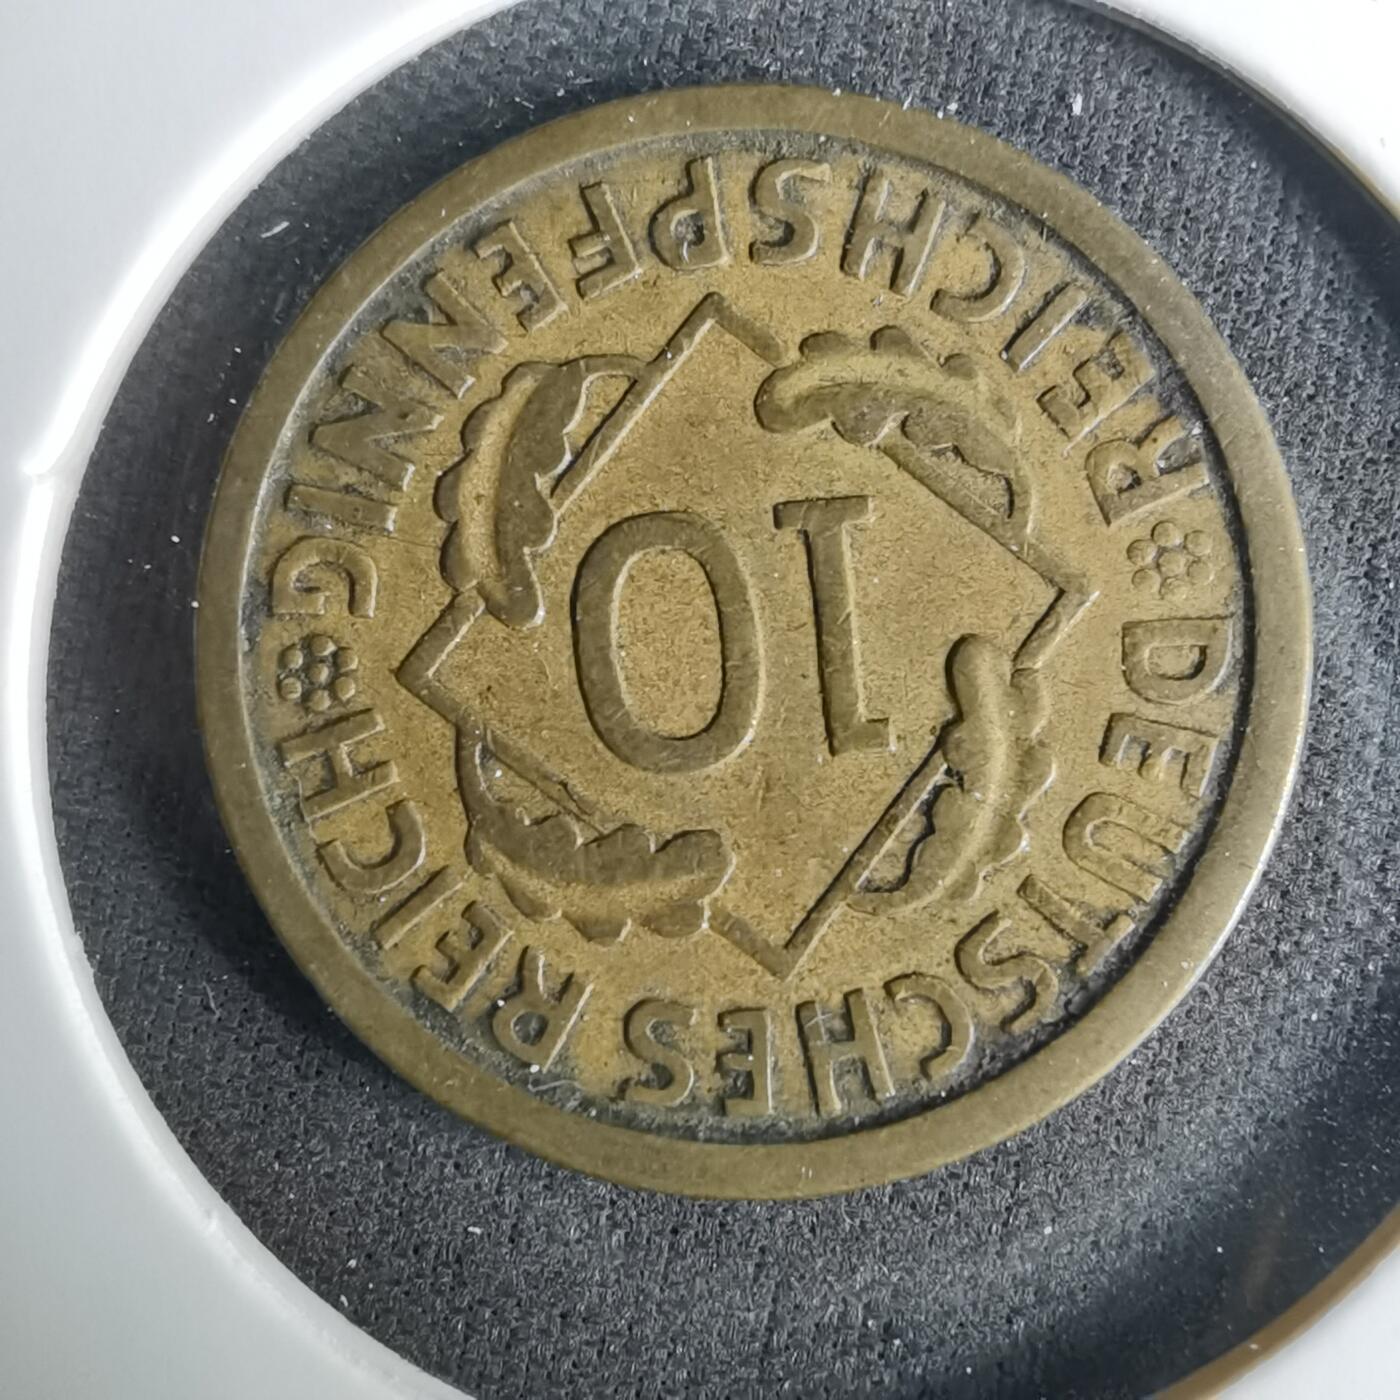 DEUTSCHES REICH
10
REICHSPFENNIG